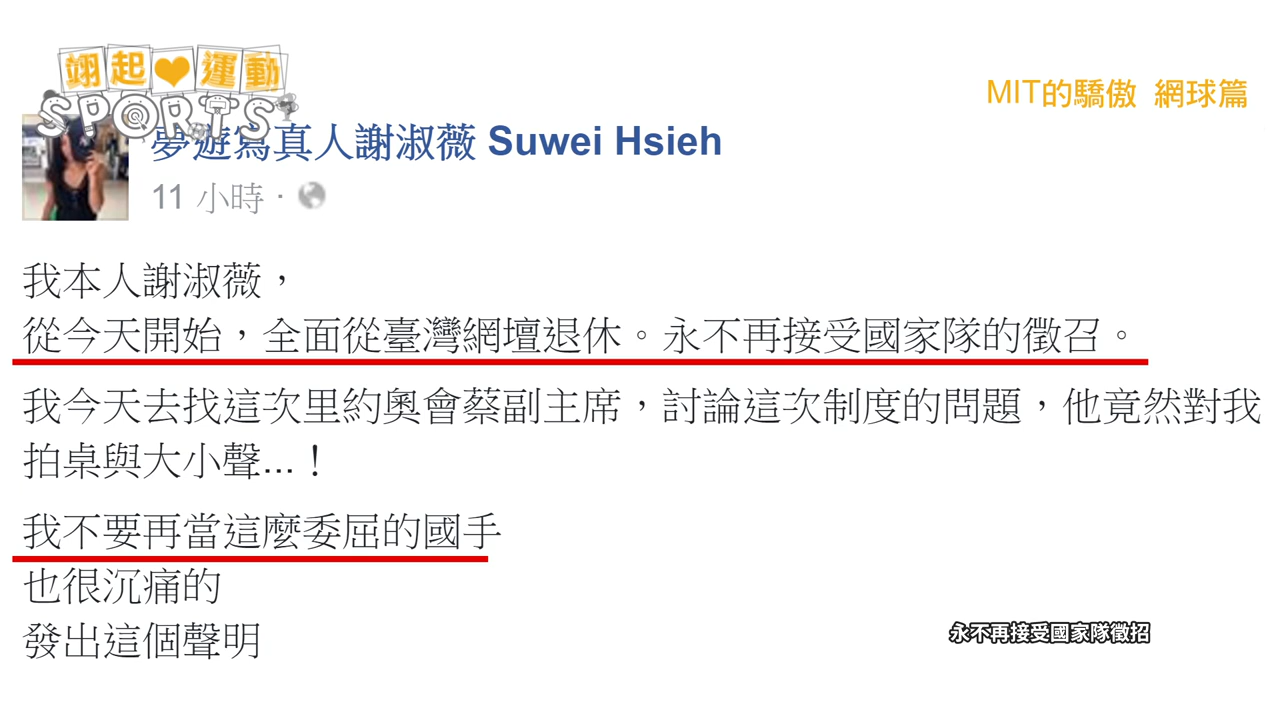 翊起運動
SPORTS
MIT的驕傲 網球篇
夢遊寫真人謝淑薇 Suwei Hsieh
11 小時 ·
我本人謝淑薇，
從今天開始，全面從臺灣網壇退休。永不再接受國家隊的徵召。
我今天去找這次里約奧會蔡副主席，討論這次制度的問題，他竟然對我
拍桌與大小聲...！
我不要再當這麼委屈的國手
也很沉痛的
發出這個聲明
永不再接受國家隊徵招